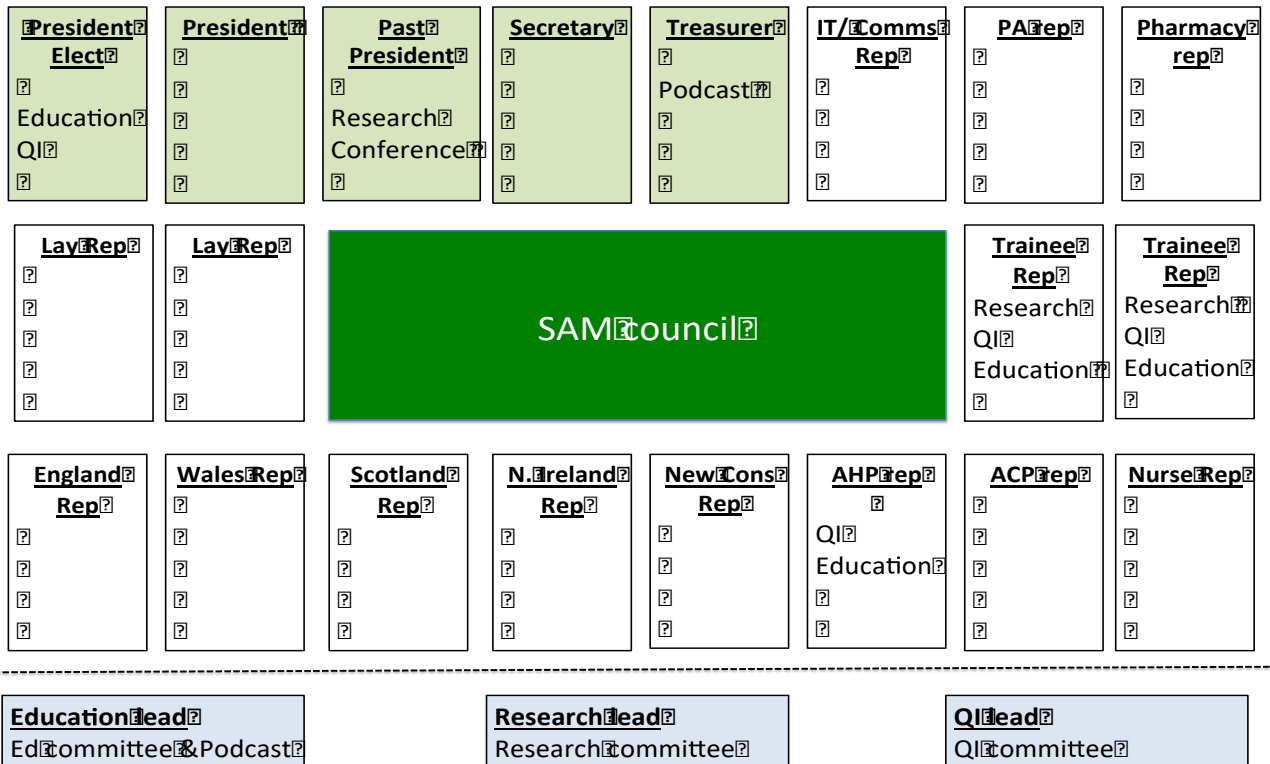 President
Elect
Education
QI
President
Past
President
Research
Conference
Secretary
Treasurer
Podcast
IT/ Comms
Rep
PA rep
Pharmacy
rep
Lay Rep
Lay Rep
SAM council
Trainee
Rep
Research
QI
Education
Trainee
Rep
Research
QI
Education
England
Rep
Wales Rep
Scotland
Rep
N. Ireland
Rep
New Cons
Rep
AHP rep
QI
Education
ACP rep
Nurse Rep
Education lead
Ed committee & Podcast
Research lead
Research committee
QI lead
QI committee